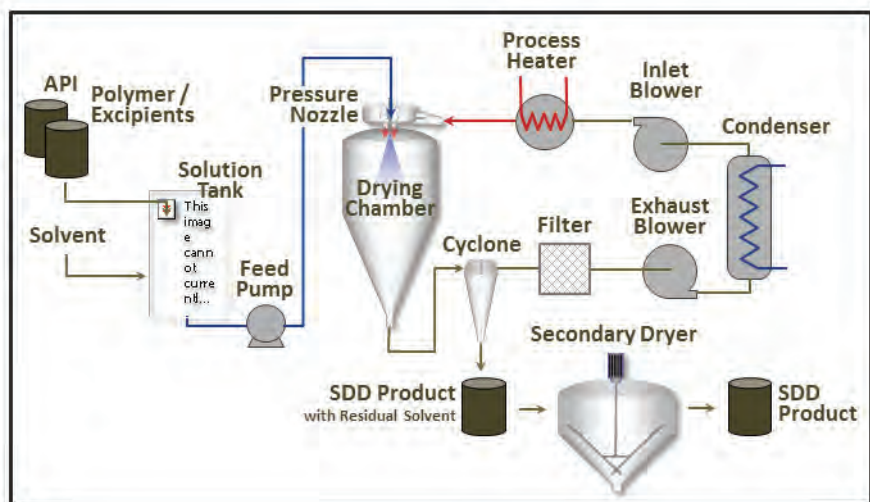 API
Polymer /
Excipients
Solution
Tank
This
imag
e
cann
ot
curre
ntl...
Solvent
Feed
Pump
Pressure
Nozzle
Drying
Chamber
Process
Heater
Inlet
Blower
Condenser
Cyclone
Filter
Exhaust
Blower
Secondary Dryer
SDD Product
with Residual Solvent
SDD
Product